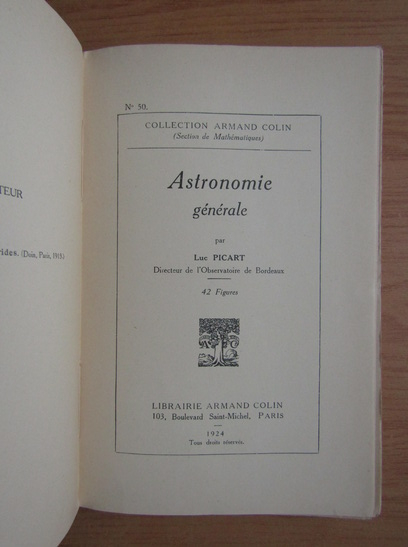 TEUR
rides. (Doin, Paris, 1913.)
N° 50.
COLLECTION ARMAND COLIN
(Section de Mathématiques)
Astronomie
générale
par
Luc PICART
Directeur de l'Observatoire de Bordeaux
42 Figures
LIBRAIRIE ARMAND COLIN
103, Boulevard Saint-Michel, PARIS
1924
Tous droits réservés.